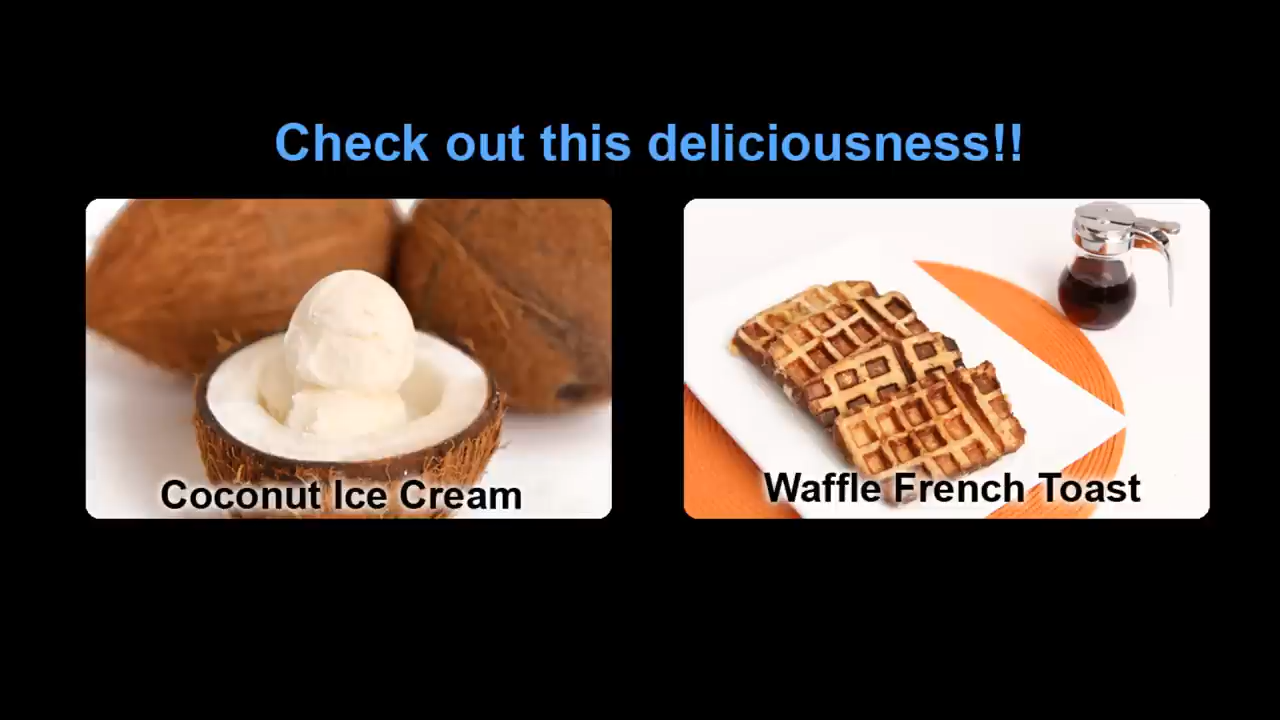 Check out this deliciousness!!
Coconut Ice Cream
Waffle French Toast